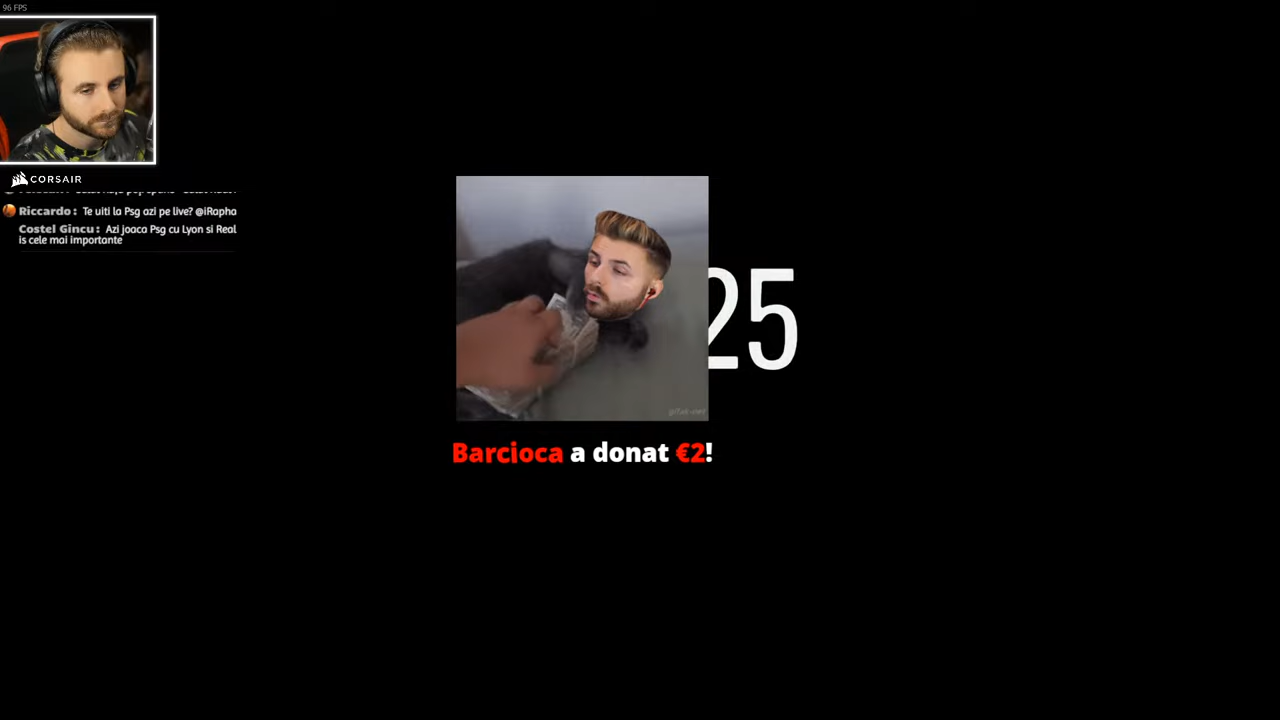 96 FPS
CORSAIR
Riccardo: Te uiti la Psg azi pe live? @iRapha
Costel Gincu: Azi joaca Psg cu Lyon si Real
is cele mai importante
25
Barcioca a donat €2!